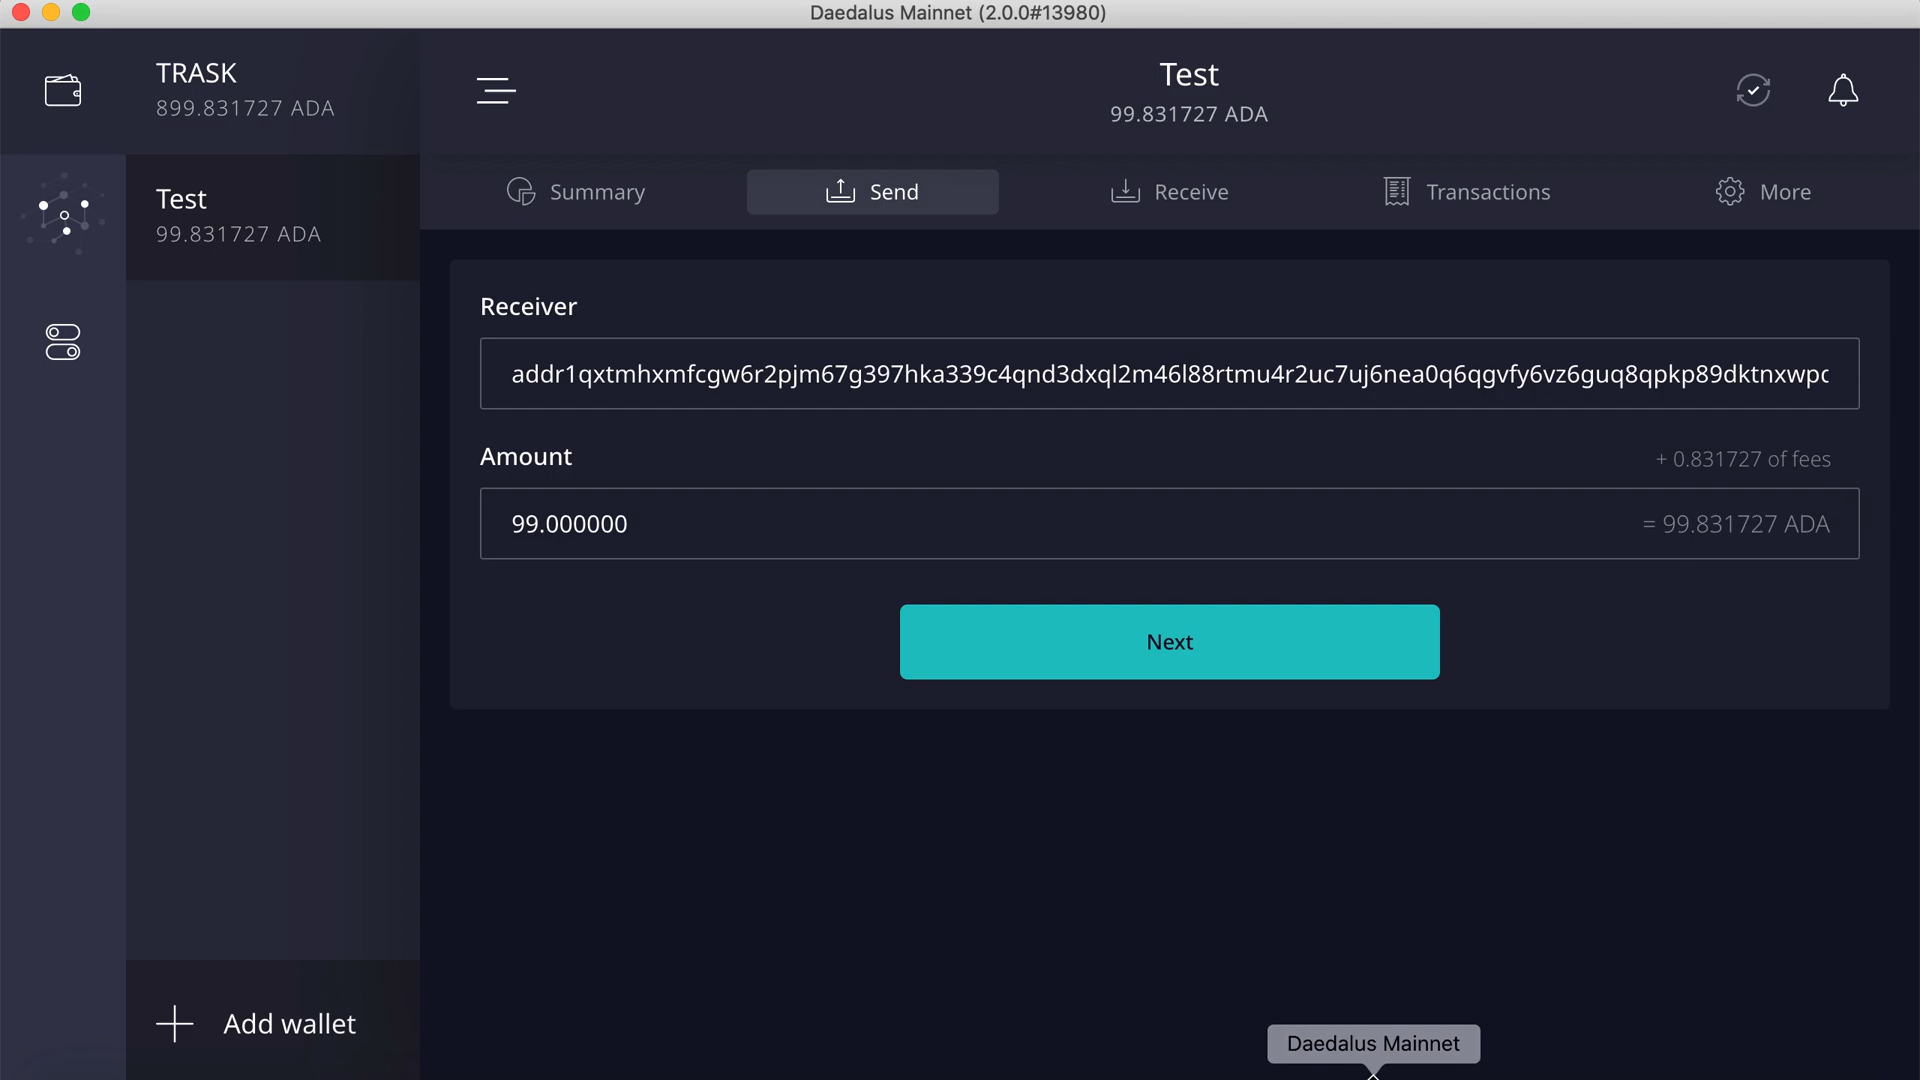 Daedalus Mainnet (2.0.0#13980)
TRASK
899.831727 ADA
Test
99.831727 ADA
Test
99.831727 ADA
Summary
Send
Receive
Transactions
More
Receiver
addr1qxtmhxmfcgw6r2pjm67g397hka339c4qnd3dxql2m46l88rtmu4r2uc7uj6nea0q6qgvfy6vz6guq8qpkp89dktnxwpc
Amount
+ 0.831727 of fees
99.000000
= 99.831727 ADA
Next
Add wallet
Daedalus Mainnet